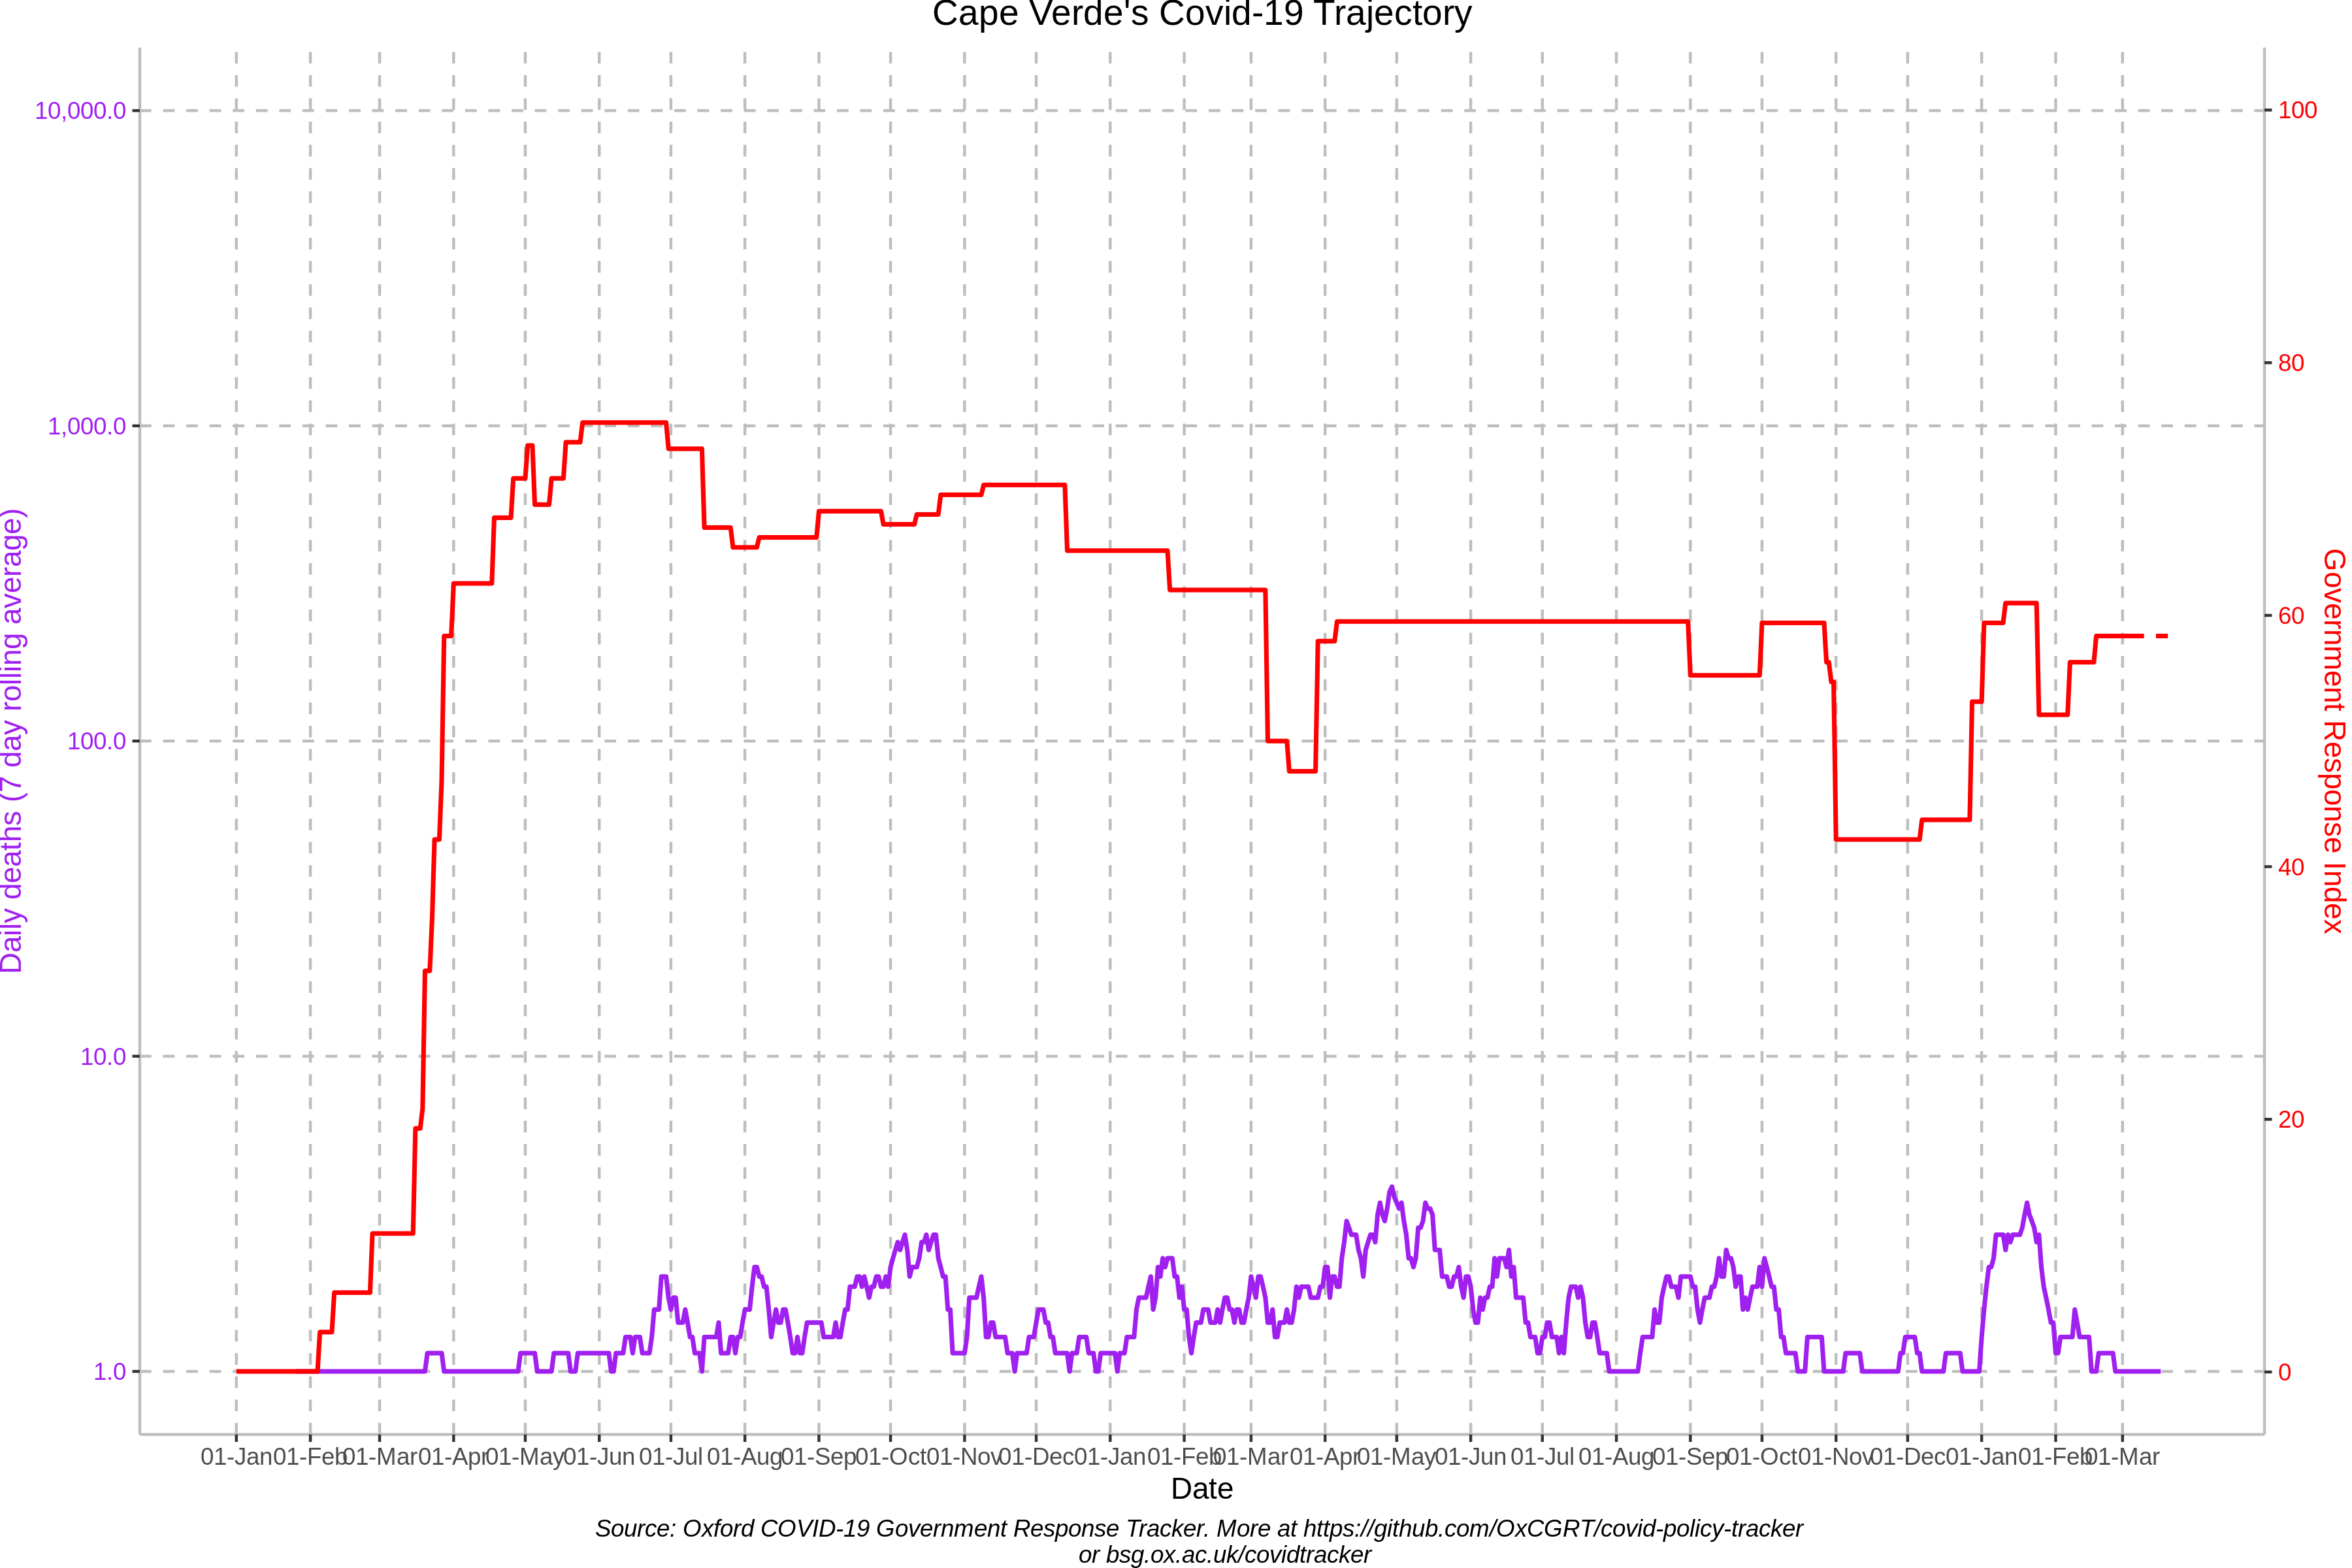 Cape Verde's Covid-19 Trajectory
Daily deaths (7 day rolling average)
10,000.0
1,000.0
100.0
10.0
1.0
100
80
60
40
20
0
Government Response Index
01-Jan 01-Feb 01-Mar 01-Apr 01-May 01-Jun 01-Jul 01-Aug 01-Sep 01-Oct 01-Nov 01-Dec 01-Jan 01-Feb 01-Mar 01-Apr 01-May 01-Jun 01-Jul 01-Aug 01-Sep 01-Oct 01-Nov 01-Dec 01-Jan 01-Feb 01-Mar
Date
Source: Oxford COVID-19 Government Response Tracker. More at https://github.com/OxCGRT/covid-policy-tracker
or bsg.ox.ac.uk/covidtracker